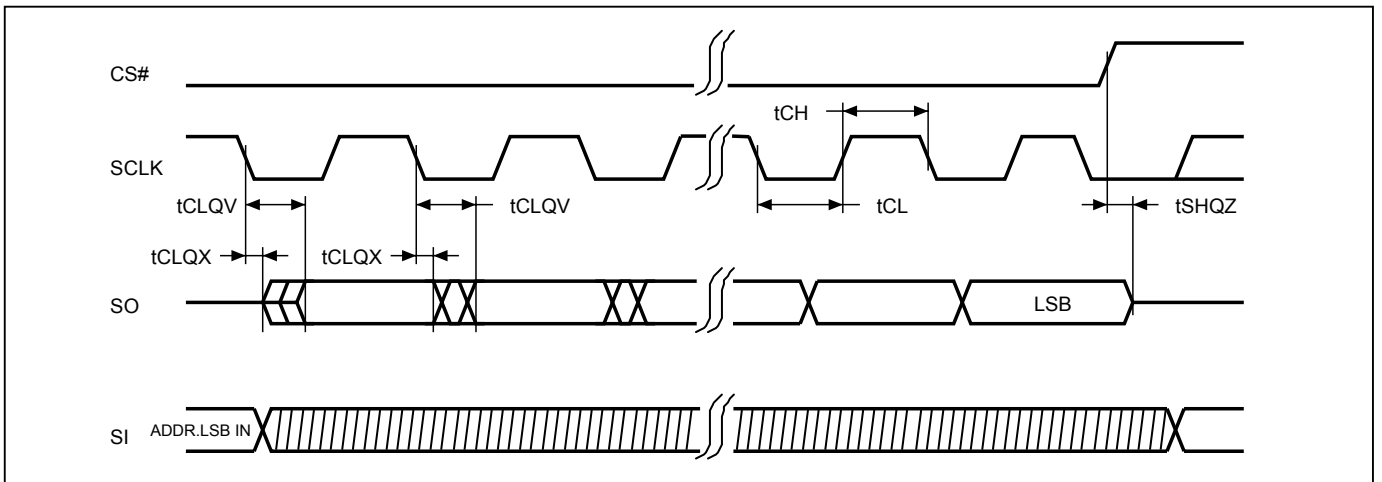 CS#
tCH
SCLK
tCLQV
tCLQV
tCL
tSHQZ
tCLQX
tCLQX
SO
LSB
SI
ADDR.LSB IN